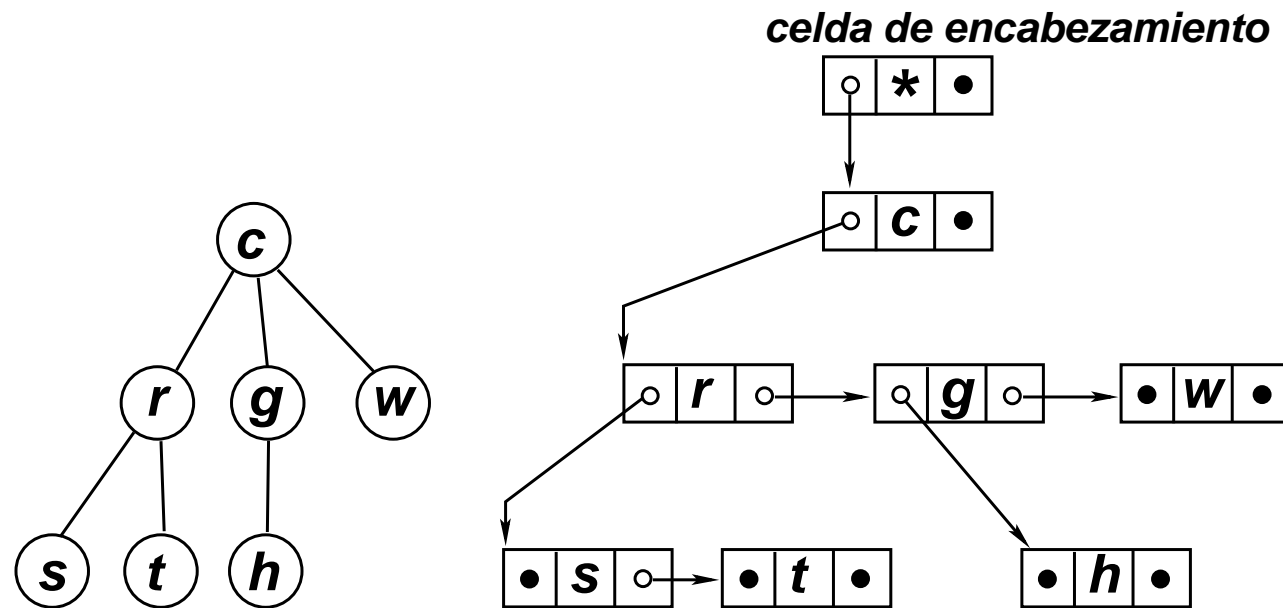 celda de encabezamiento
*
c
c
r g w
r g w
s t h
s t h